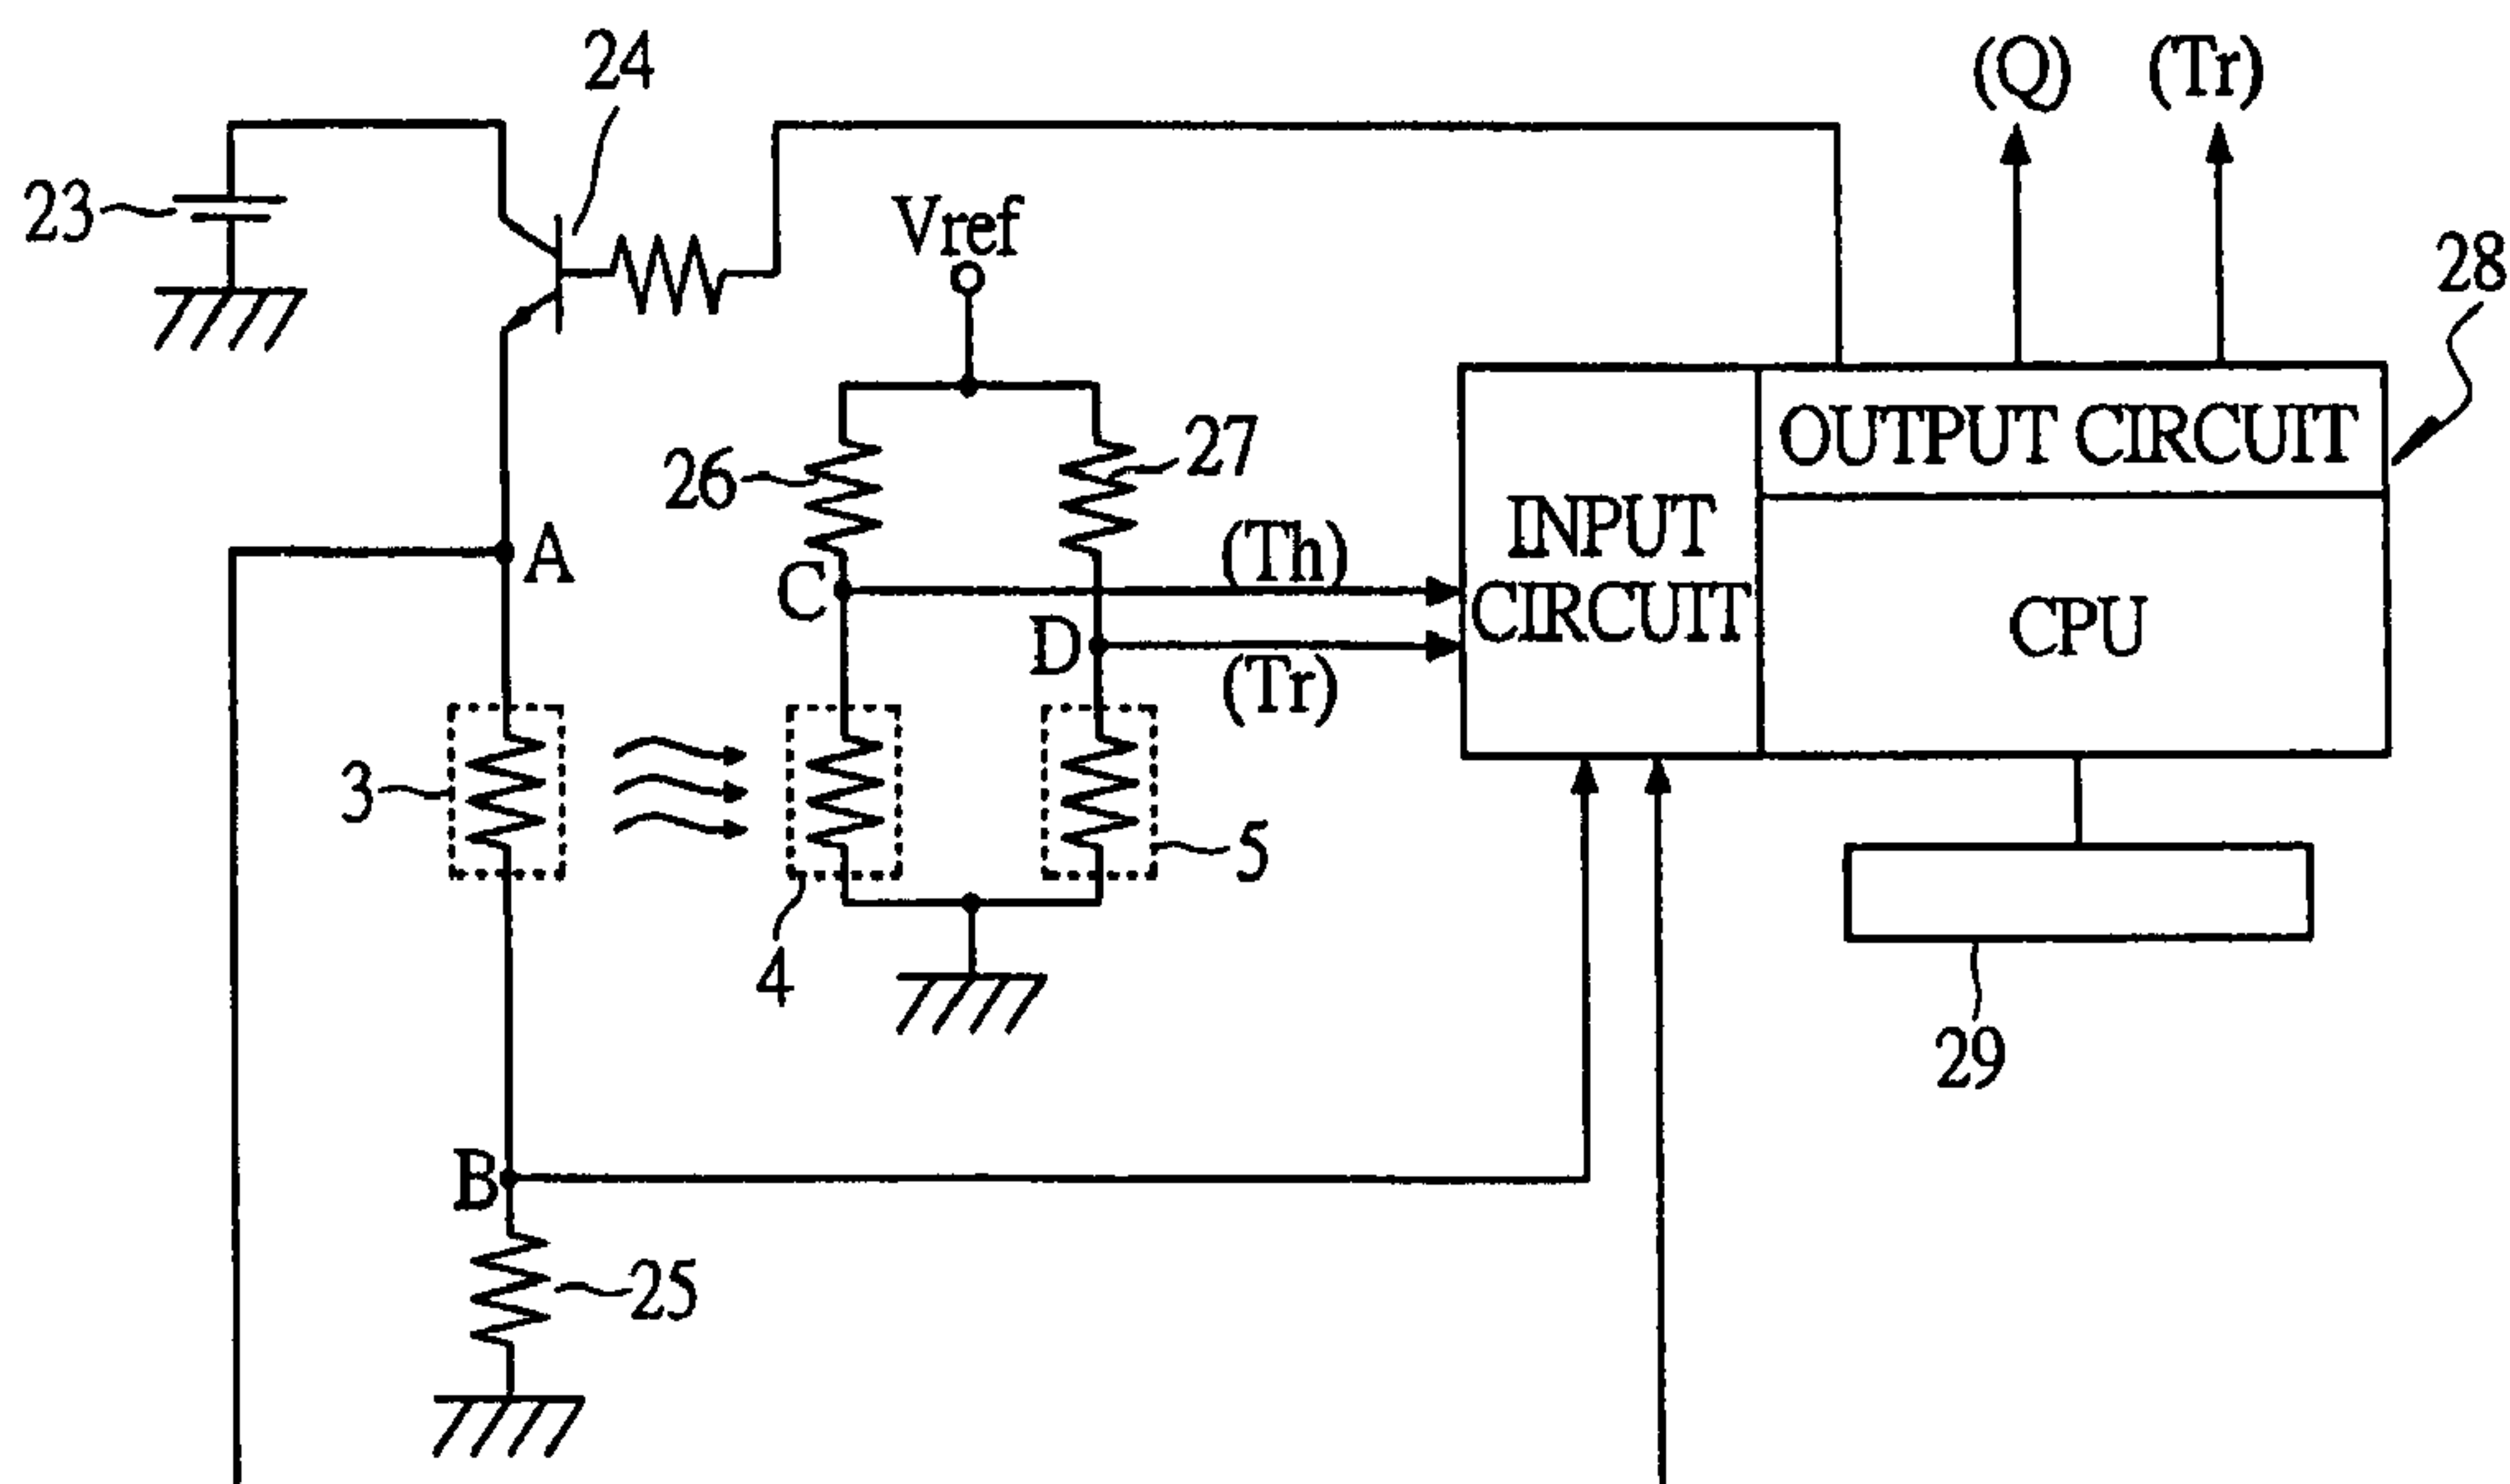 24
(Q)
(Tr)
23
Vref
28
26
27
OUTPUT CIRCUIT
INPUT
CIRCUIT
A
(Th)
C
D
(Tr)
CPU
3
5
4
29
B
25